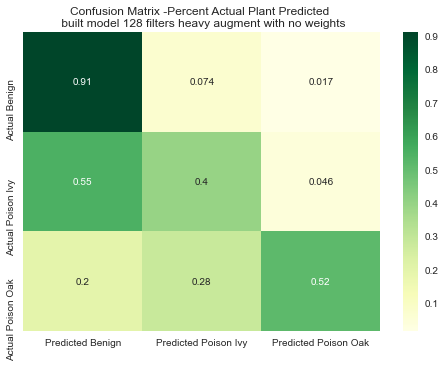 Confusion Matrix -Percent Actual Plant Predicted
built model 128 filters heavy augment with no weights
Actual Benign
0.91
0.074
0.017
Actual Poison Ivy
0.55
0.4
0.046
Actual Poison Oak
0.2
0.28
0.52
Predicted Benign
Predicted Poison Ivy
Predicted Poison Oak
0.9
0.8
0.7
0.6
0.5
0.4
0.3
0.2
0.1